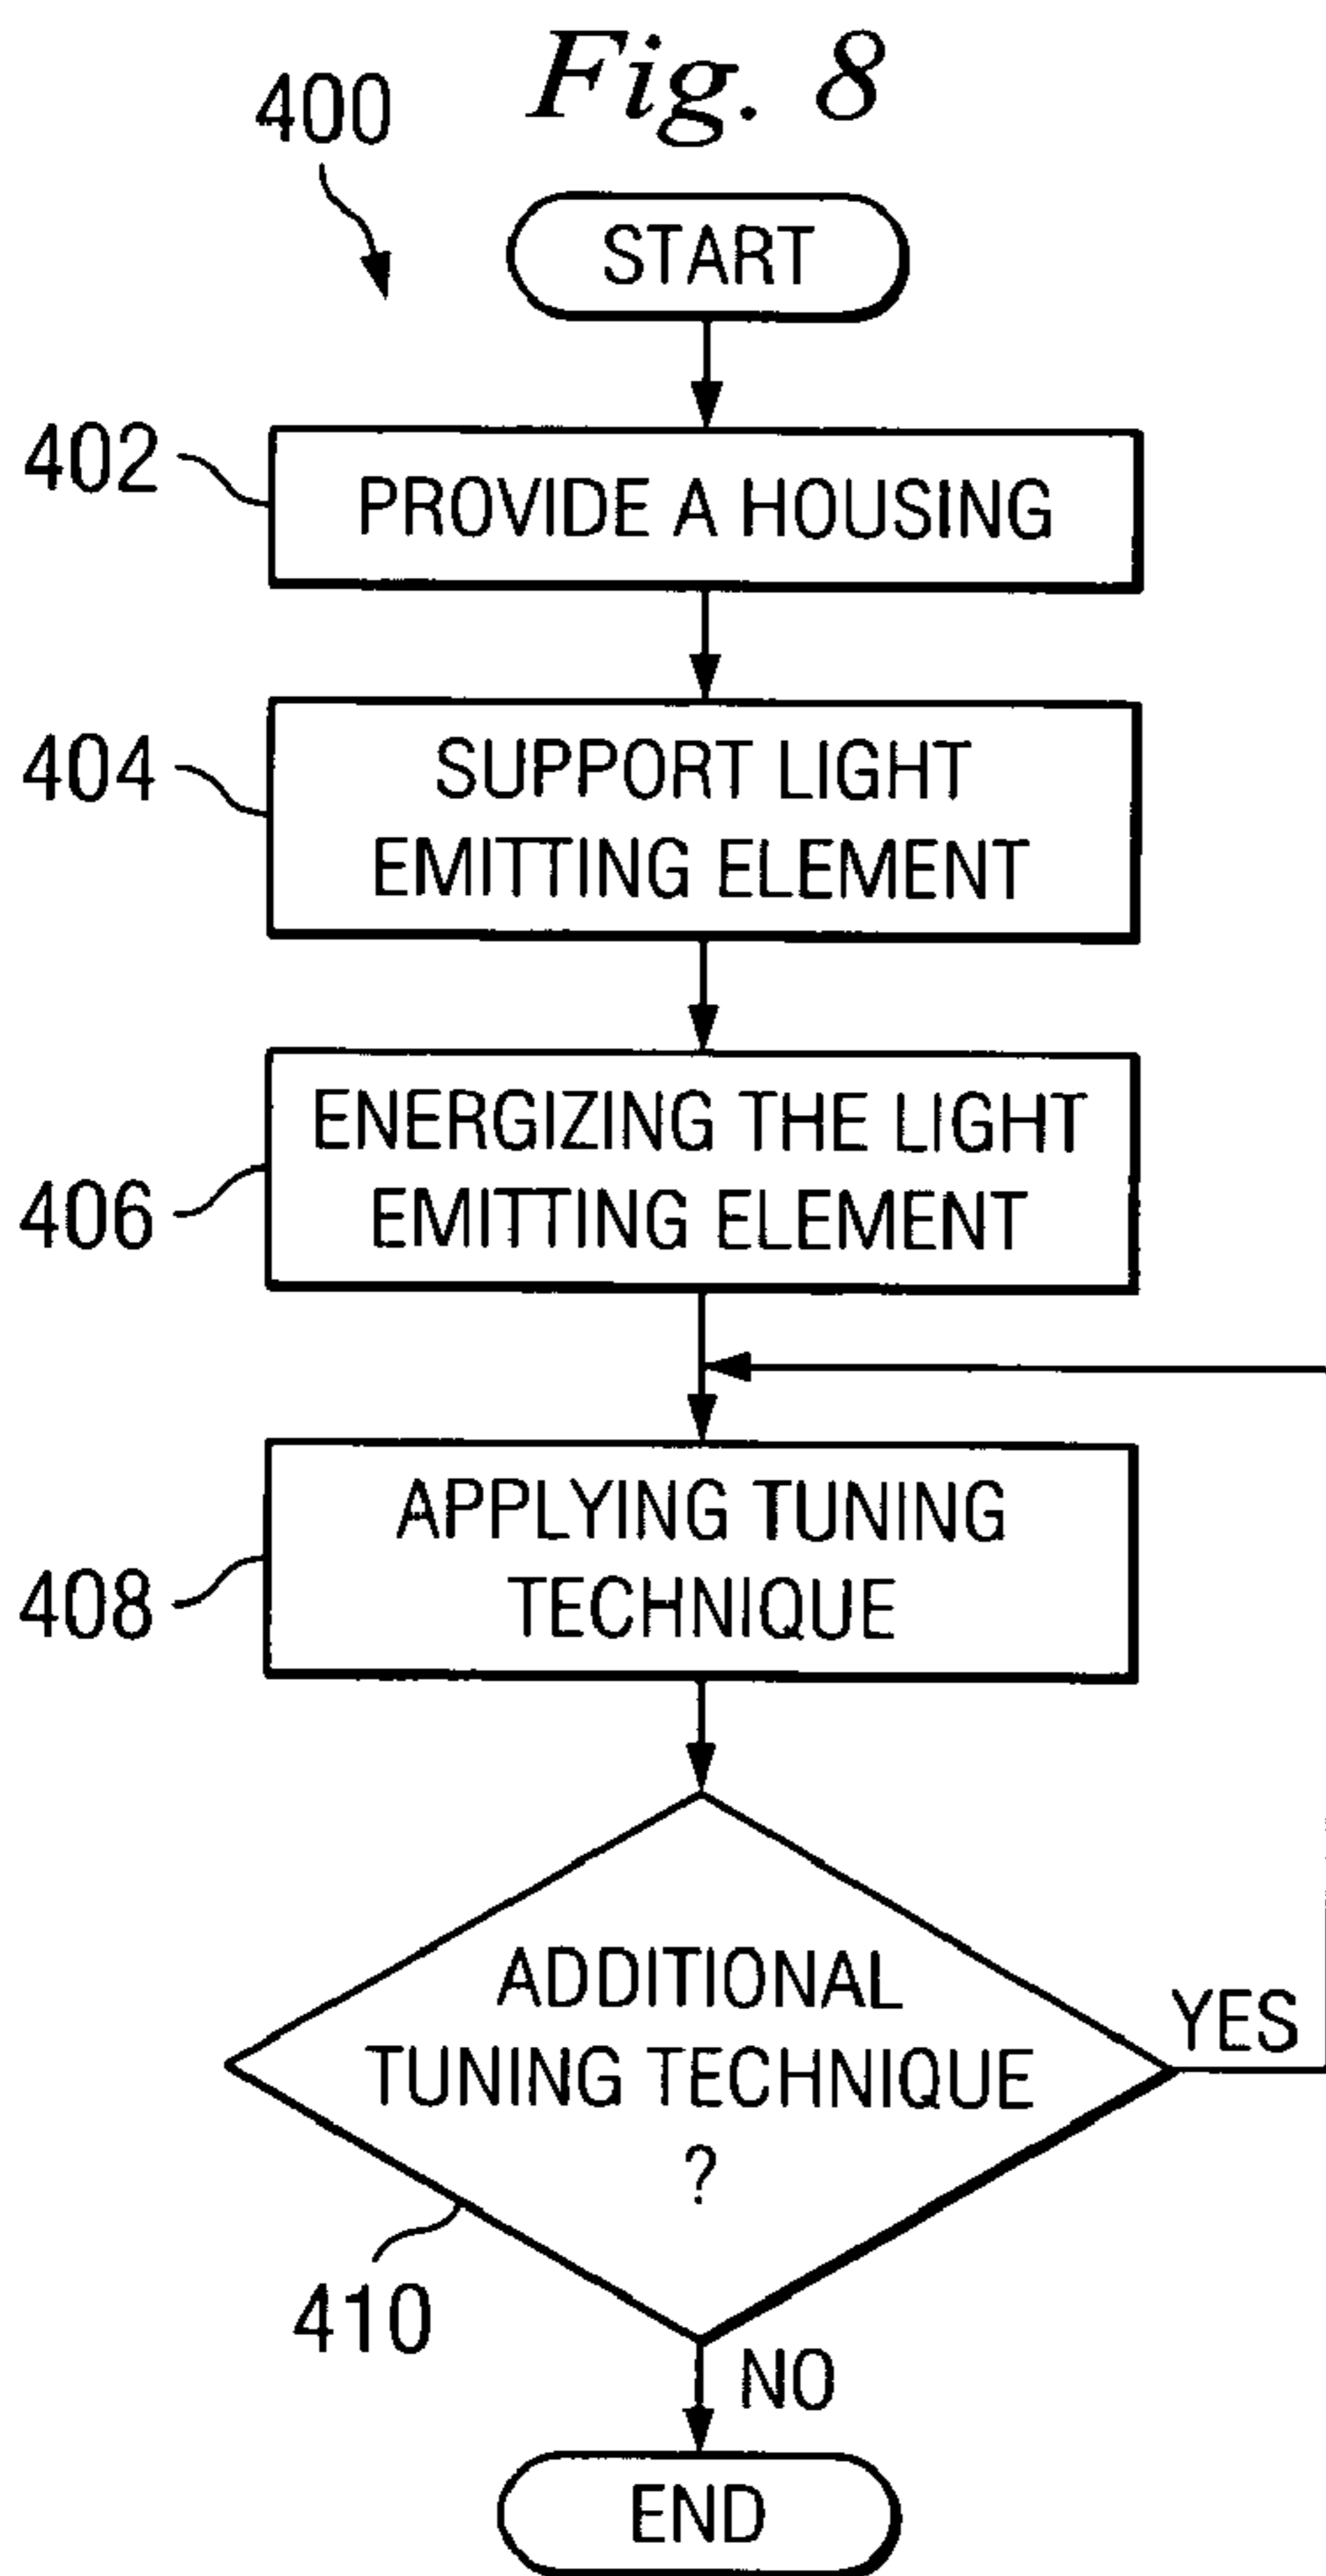 Fig. 8
400
START
402
PROVIDE A HOUSING
404
SUPPORT LIGHT
EMITTING ELEMENT
406
ENERGIZING THE LIGHT
EMITTING ELEMENT
408
APPLYING TUNING
TECHNIQUE
ADDITIONAL
TUNING TECHNIQUE
?
YES
410
NO
END